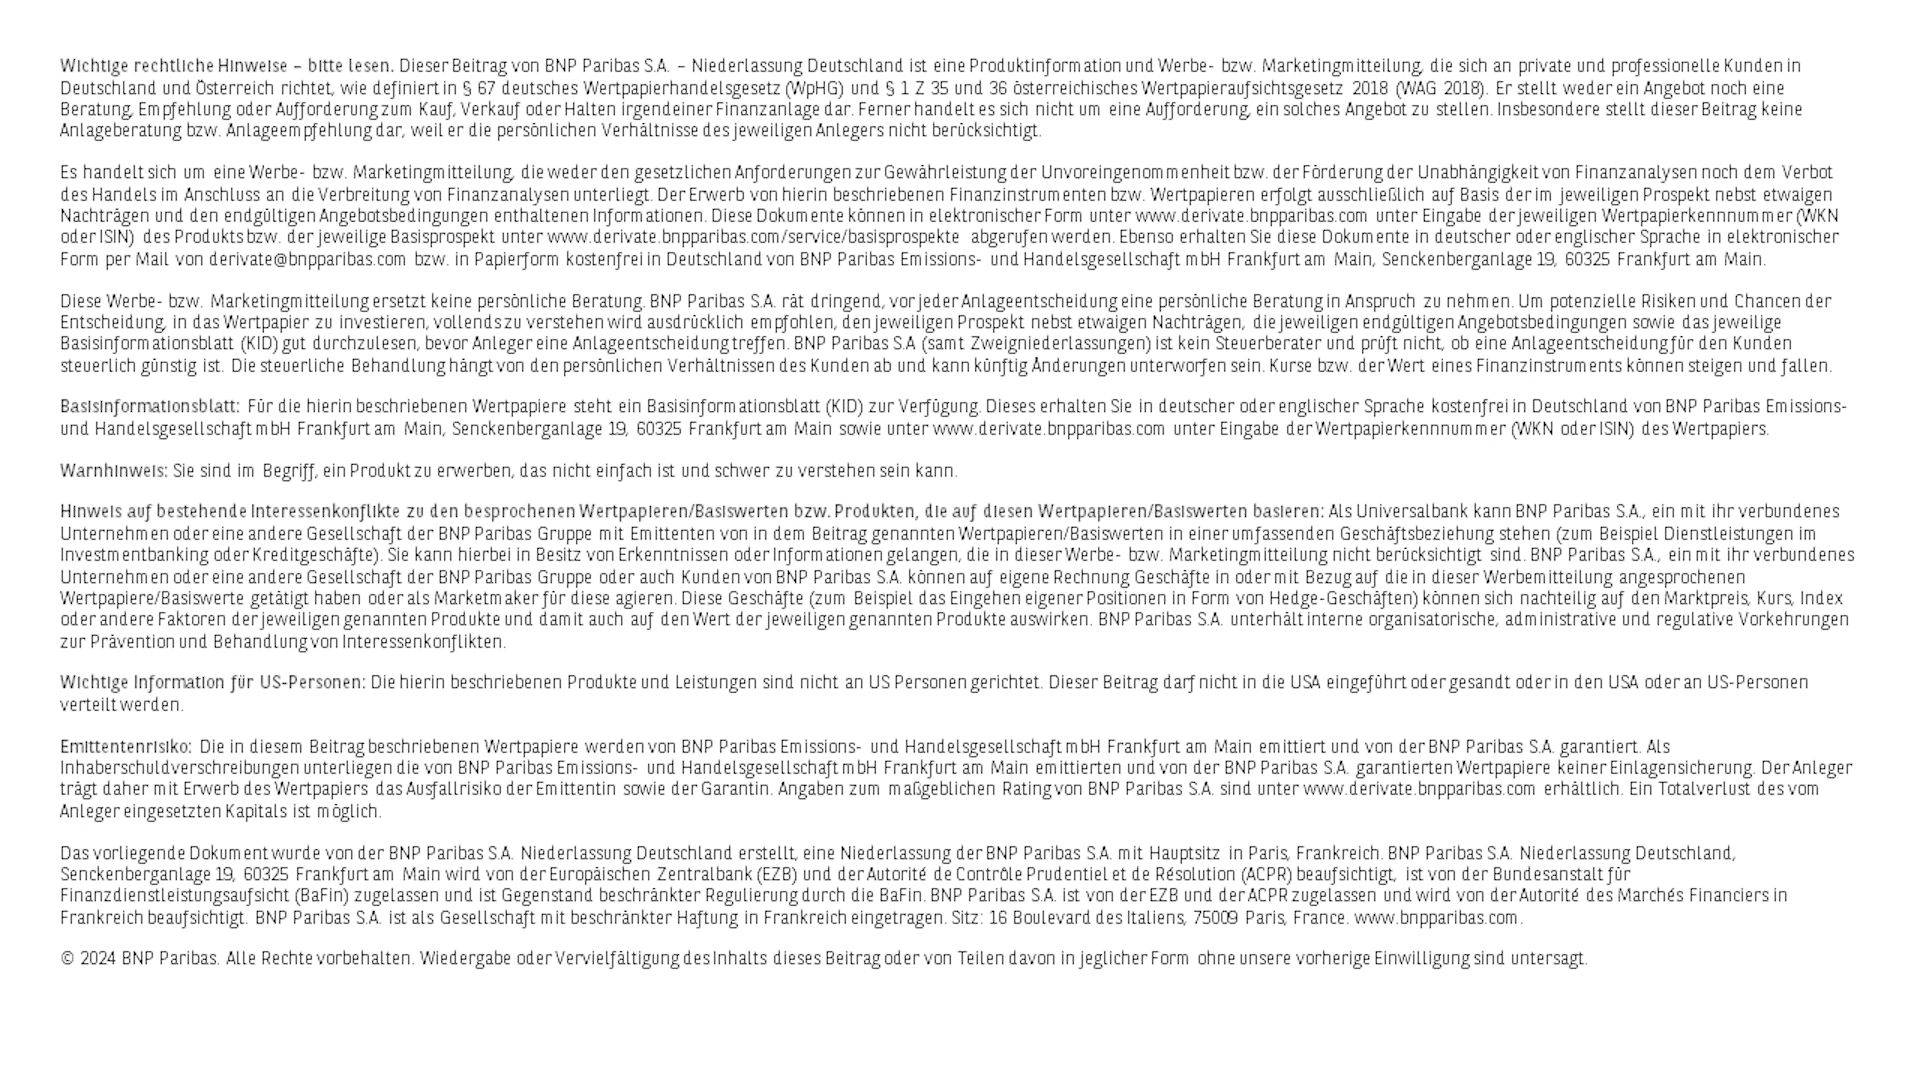 Wichtige rechtliche Hinweise – bitte lesen. Dieser Beitrag von BNP Paribas S.A. – Niederlassung Deutschland ist eine Produktinformation und Werbe- bzw. Marketingmitteilung, die sich an private und professionelle Kunden in
Deutschland und Österreich richtet, wie definiert in § 67 deutsches Wertpapierhandelsgesetz (WpHG) und § 1 Z 35 und 36 österreichisches Wertpapieraufsichtsgesetz 2018 (WAG 2018). Er stellt weder ein Angebot noch eine
Beratung, Empfehlung oder Aufforderung zum Kauf, Verkauf oder Halten irgendeiner Finanzanlage dar. Ferner handelt es sich nicht um eine Aufforderung, ein solches Angebot zu stellen. Insbesondere stellt dieser Beitrag keine
Anlageberatung bzw. Anlageempfehlung dar, weil er die persönlichen Verhältnisse des jeweiligen Anlegers nicht berücksichtigt.
Es handelt sich um eine Werbe- bzw. Marketingmitteilung, die weder den gesetzlichen Anforderungen zur Gewährleistung der Unvoreingenommenheit bzw. der Förderung der Unabhängigkeit von Finanzanalysen noch dem Verbot
des Handels im Anschluss an die Verbreitung von Finanzanalysen unterliegt. Der Erwerb von hierin beschriebenen Finanzinstrumenten bzw. Wertpapieren erfolgt ausschließlich auf Basis der im jeweiligen Prospekt nebst etwaigen
Nachträgen und den endgültigen Angebotsbedingungen enthaltenen Informationen. Diese Dokumente können in elektronischer Form unter www.derivate.bnpparibas.com unter Eingabe der jeweiligen Wertpapierkennnummer (WKN
oder ISIN) des Produkts bzw. der jeweilige Basisprospekt unter www.derivate.bnpparibas.com/service/basisprospekte abgerufen werden. Ebenso erhalten Sie diese Dokumente in deutscher oder englischer Sprache in elektronischer
Form per Mail von derivate@bnpparibas.com bzw. in Papierform kostenfrei in Deutschland von BNP Paribas Emissions- und Handelsgesellschaft mbH Frankfurt am Main, Senckenberganlage 19, 60325 Frankfurt am Main.
Diese Werbe- bzw. Marketingmitteilung ersetzt keine persönliche Beratung. BNP Paribas S.A. rät dringend, vor jeder Anlageentscheidung eine persönliche Beratung in Anspruch zu nehmen. Um potenzielle Risiken und Chancen der
Entscheidung, in das Wertpapier zu investieren, vollends zu verstehen wird ausdrücklich empfohlen, den jeweiligen Prospekt nebst etwaigen Nachträgen, die jeweiligen endgültigen Angebotsbedingungen sowie das jeweilige
Basisinformationsblatt (KID) gut durchzulesen, bevor Anleger eine Anlageentscheidung treffen. BNP Paribas S.A (samt Zweigniederlassungen) ist kein Steuerberater und prüft nicht, ob eine Anlageentscheidung für den Kunden
steuerlich günstig ist. Die steuerliche Behandlung hängt von den persönlichen Verhältnissen des Kunden ab und kann künftig Änderungen unterworfen sein. Kurse bzw. der Wert eines Finanzinstruments können steigen und fallen.
Basisinformationsblatt: Für die hierin beschriebenen Wertpapiere steht ein Basisinformationsblatt (KID) zur Verfügung. Dieses erhalten Sie in deutscher oder englischer Sprache kostenfrei in Deutschland von BNP Paribas Emissions-
und Handelsgesellschaft mbH Frankfurt am Main, Senckenberganlage 19, 60325 Frankfurt am Main sowie unter www.derivate.bnpparibas.com unter Eingabe der Wertpapierkennnummer (WKN oder ISIN) des Wertpapiers.
Warnhinweis: Sie sind im Begriff, ein Produkt zu erwerben, das nicht einfach ist und schwer zu verstehen sein kann.
Hinweis auf bestehende Interessenkonflikte zu den besprochenen Wertpapieren/Basiswerten bzw. Produkten, die auf diesen Wertpapieren/Basiswerten basieren: Als Universalbank kann BNP Paribas S.A., ein mit ihr verbundenes
Unternehmen oder eine andere Gesellschaft der BNP Paribas Gruppe mit Emittenten von in dem Beitrag genannten Wertpapieren/Basiswerten in einer umfassenden Geschäftsbeziehung stehen (zum Beispiel Dienstleistungen im
Investmentbanking oder Kreditgeschäfte). Sie kann hierbei in Besitz von Erkenntnissen oder Informationen gelangen, die in dieser Werbe- bzw. Marketingmitteilung nicht berücksichtigt sind. BNP Paribas S.A., ein mit ihr verbundenes
Unternehmen oder eine andere Gesellschaft der BNP Paribas Gruppe oder auch Kunden von BNP Paribas S.A. können auf eigene Rechnung Geschäfte in oder mit Bezug auf die in dieser Werbemitteilung angesprochenen
Wertpapiere/Basiswerte getätigt haben oder als Marketmaker für diese agieren. Diese Geschäfte (zum Beispiel das Eingehen eigener Positionen in Form von Hedge-Geschäften) können sich nachteilig auf den Marktpreis, Kurs, Index
oder andere Faktoren der jeweiligen genannten Produkte und damit auch auf den Wert der jeweiligen genannten Produkte auswirken. BNP Paribas S.A. unterhält interne organisatorische, administrative und regulative Vorkehrungen
zur Prävention und Behandlung von Interessenkonflikten.
Wichtige Information für US-Personen: Die hierin beschriebenen Produkte und Leistungen sind nicht an US Personen gerichtet. Dieser Beitrag darf nicht in die USA eingeführt oder gesandt oder in den USA oder an US-Personen
verteilt werden.
Emittentenrisiko: Die in diesem Beitrag beschriebenen Wertpapiere werden von BNP Paribas Emissions- und Handelsgesellschaft mbH Frankfurt am Main emittiert und von der BNP Paribas S.A. garantiert. Als
Inhaberschuldverschreibungen unterliegen die von BNP Paribas Emissions- und Handelsgesellschaft mbH Frankfurt am Main emittierten und von der BNP Paribas S.A. garantierten Wertpapiere keiner Einlagensicherung. Der Anleger
trägt daher mit Erwerb des Wertpapiers das Ausfallrisiko der Emittentin sowie der Garantin. Angaben zum maßgeblichen Rating von BNP Paribas S.A. sind unter www.derivate.bnpparibas.com erhältlich. Ein Totalverlust des vom
Anleger eingesetzten Kapitals ist möglich.
Das vorliegende Dokument wurde von der BNP Paribas S.A. Niederlassung Deutschland erstellt, eine Niederlassung der BNP Paribas S.A. mit Hauptsitz in Paris, Frankreich. BNP Paribas S.A. Niederlassung Deutschland,
Senckenberganlage 19, 60325 Frankfurt am Main wird von der Europäischen Zentralbank (EZB) und der Autorité de Contrôle Prudentiel et de Résolution (ACPR) beaufsichtigt, ist von der Bundesanstalt für
Finanzdienstleistungsaufsicht (BaFin) zugelassen und ist Gegenstand beschränkter Regulierung durch die BaFin. BNP Paribas S.A. ist von der EZB und der ACPR zugelassen und wird von der Autorité des Marchés Financiers in
Frankreich beaufsichtigt. BNP Paribas S.A. ist als Gesellschaft mit beschränkter Haftung in Frankreich eingetragen. Sitz: 16 Boulevard des Italiens, 75009 Paris, France. www.bnpparibas.com.
© 2024 BNP Paribas. Alle Rechte vorbehalten. Wiedergabe oder Vervielfältigung des Inhalts dieses Beitrag oder von Teilen davon in jeglicher Form ohne unsere vorherige Einwilligung sind untersagt.